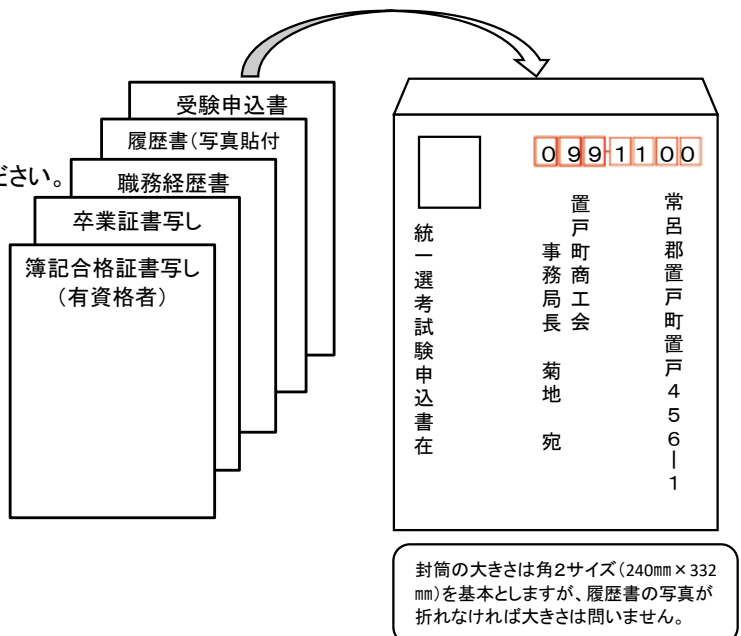 受験申込書
履歴書(写真貼付
ださい。
職務経歴書
卒業証書写し
簿記合格証書写し
(有資格者)
099-1100
常呂郡置戸町置戸456ー1
置戸町商工会
事務局長 菊地 宛
統一選考試験申込書在
封筒の大きさは角2サイズ(240㎜×332
㎜)を基本としますが、履歴書の写真が
折れなければ大きさは問いません。